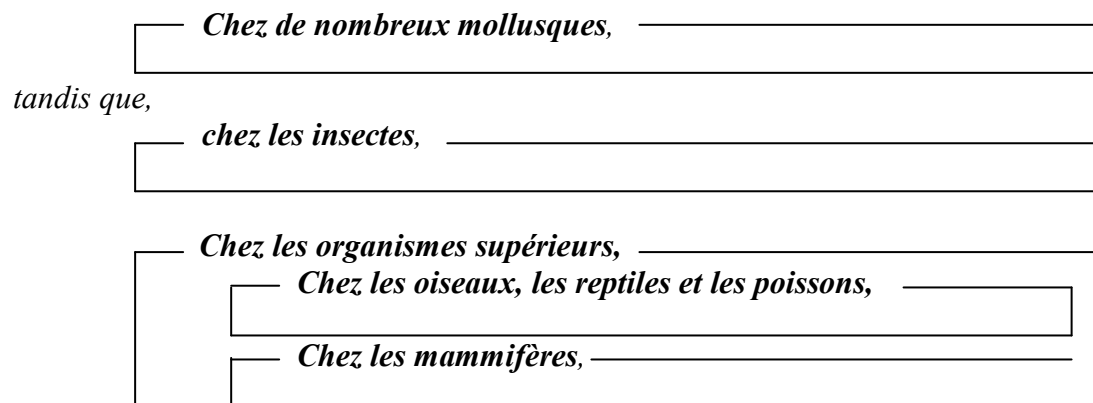 Chez de nombreux mollusques,
tandis que,
chez les insectes,
Chez les organismes supérieurs,
Chez les oiseaux, les reptiles et les poissons,
Chez les mammifères,